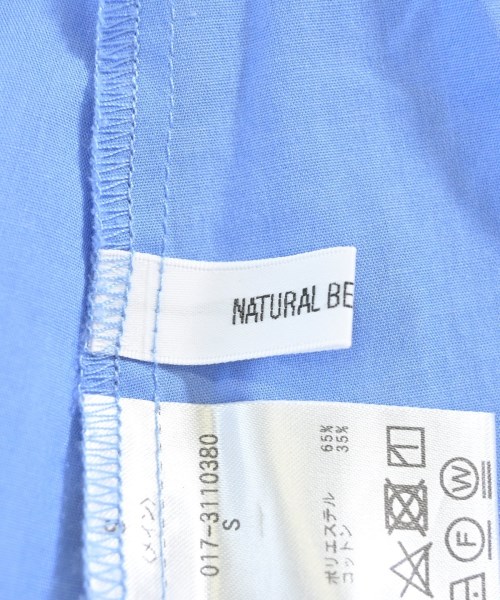 NATURAL BE
〈メイン〉
017-3110380
S
ポリエステル 65%
コットン 35%